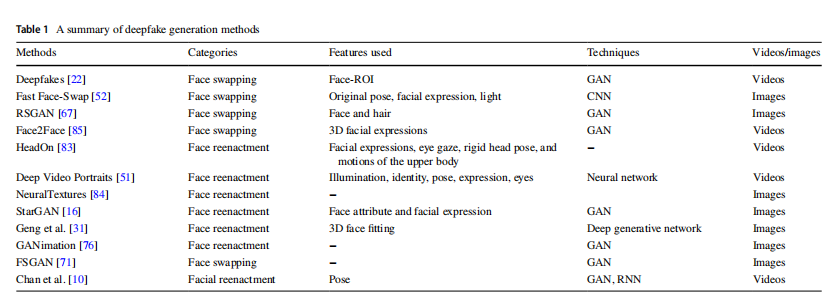 Table 1 A summary of deepfake generation methods
Methods Categories Features used Techniques Videos/images
Deepfakes [22] Face swapping Face-ROI GAN Videos
Fast Face-Swap [52] Face swapping Original pose, facial expression, light CNN Images
RSGAN [67] Face swapping Face and hair GAN Images
Face2Face [85] Face swapping 3D facial expressions GAN Videos
HeadOn [83] Face reenactment Facial expressions, eye gaze, rigid head pose, and – Videos
motions of the upper body
Deep Video Portraits [51] Face reenactment Illumination, identity, pose, expression, eyes Neural network Videos
NeuralTextures [84] Face reenactment – Images
StarGAN [16] Face reenactment Face attribute and facial expression GAN Images
Geng et al. [31] Face reenactment 3D face fitting Deep generative network Images
GANimation [76] Face reenactment – GAN Images
FSGAN [71] Face swapping – GAN Images
Chan et al. [10] Facial reenactment Pose GAN, RNN Videos